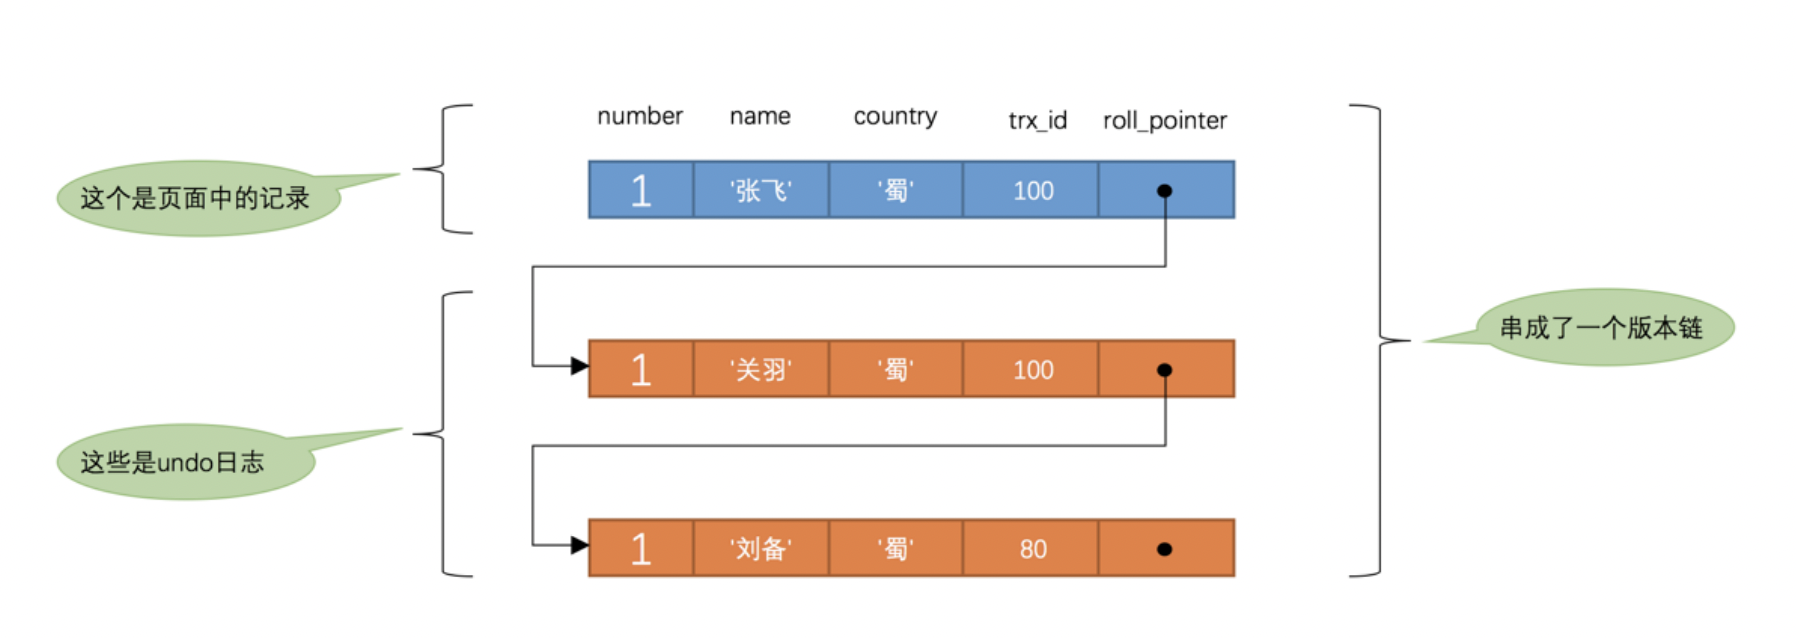 number name country trx_id roll_pointer
这个是页面中的记录
1 '张飞' '蜀' 100
串成了一个版本链
1 '关羽' '蜀' 100
这些是undo日志
1 '刘备' '蜀' 80